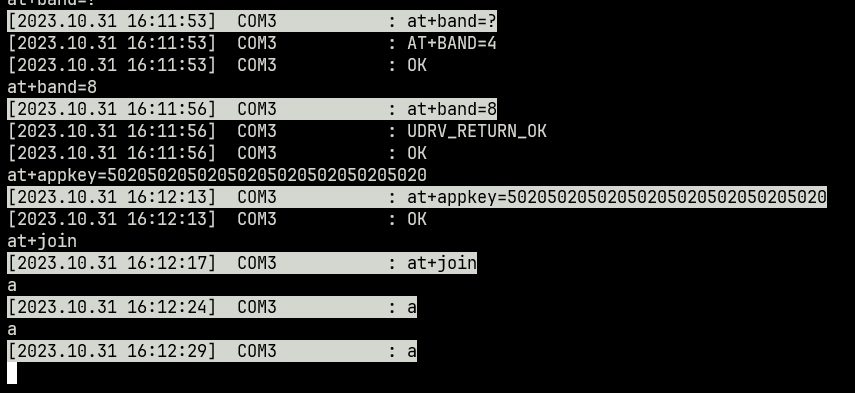 at+band=?
[2023.10.31 16:11:53]  COM3           : at+band=?
[2023.10.31 16:11:53]  COM3           : AT+BAND=4
[2023.10.31 16:11:53]  COM3           : OK
at+band=8
[2023.10.31 16:11:56]  COM3           : at+band=8
[2023.10.31 16:11:56]  COM3           : UDRV_RETURN_OK
[2023.10.31 16:11:56]  COM3           : OK
at+appkey=50205020502050205020502050205020
[2023.10.31 16:12:13]  COM3           : at+appkey=50205020502050205020502050205020
[2023.10.31 16:12:13]  COM3           : OK
at+join
[2023.10.31 16:12:17]  COM3           : at+join
a
[2023.10.31 16:12:24]  COM3           : a
a
[2023.10.31 16:12:29]  COM3           : a